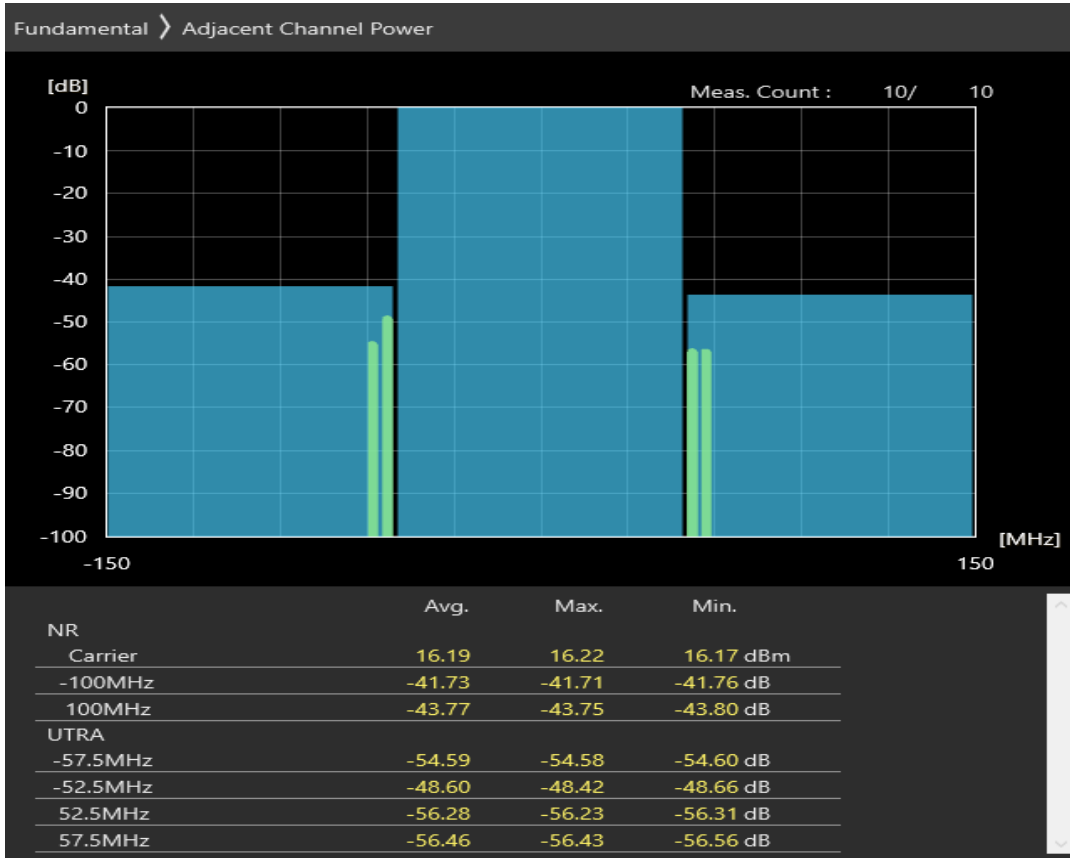 Fundamental ❭ Adjacent Channel Power
[dB]
Meas. Count : 10/ 10
0
-10
-20
-30
-40
-50
-60
-70
-80
-90
-100
[MHz]
-150 150
Avg. Max. Min.
NR
Carrier 16.19 16.22 16.17 dBm
-100MHz -41.73 -41.71 -41.76 dB
100MHz -43.77 -43.75 -43.80 dB
UTRA
-57.5MHz -54.59 -54.58 -54.60 dB
-52.5MHz -48.60 -48.42 -48.66 dB
52.5MHz -56.28 -56.23 -56.31 dB
57.5MHz -56.46 -56.43 -56.56 dB